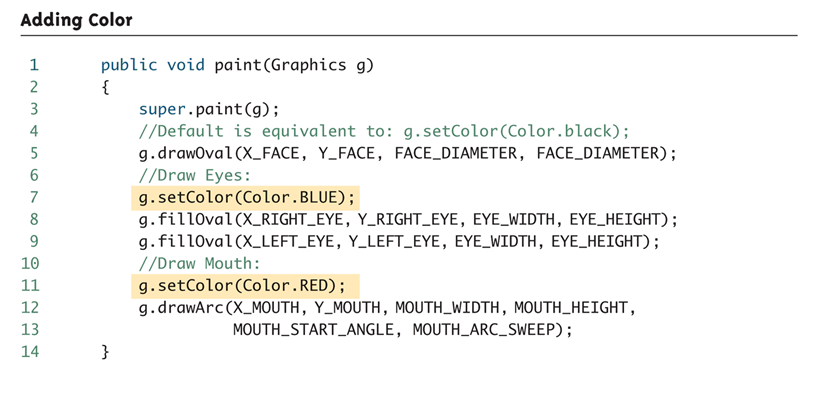 Adding Color
1 public void paint(Graphics g)
2 {
3 super.paint(g);
4 //Default is equivalent to: g.setColor(Color.black);
5 g.drawOval(X_FACE, Y_FACE, FACE_DIAMETER, FACE_DIAMETER);
6 //Draw Eyes:
7 g.setColor(Color.BLUE);
8 g.fillOval(X_RIGHT_EYE, Y_RIGHT_EYE, EYE_WIDTH, EYE_HEIGHT);
9 g.fillOval(X_LEFT_EYE, Y_LEFT_EYE, EYE_WIDTH, EYE_HEIGHT);
10 //Draw Mouth:
11 g.setColor(Color.RED);
12 g.drawArc(X_MOUTH, Y_MOUTH, MOUTH_WIDTH, MOUTH_HEIGHT,
13 MOUTH_START_ANGLE, MOUTH_ARC_SWEEP);
14 }